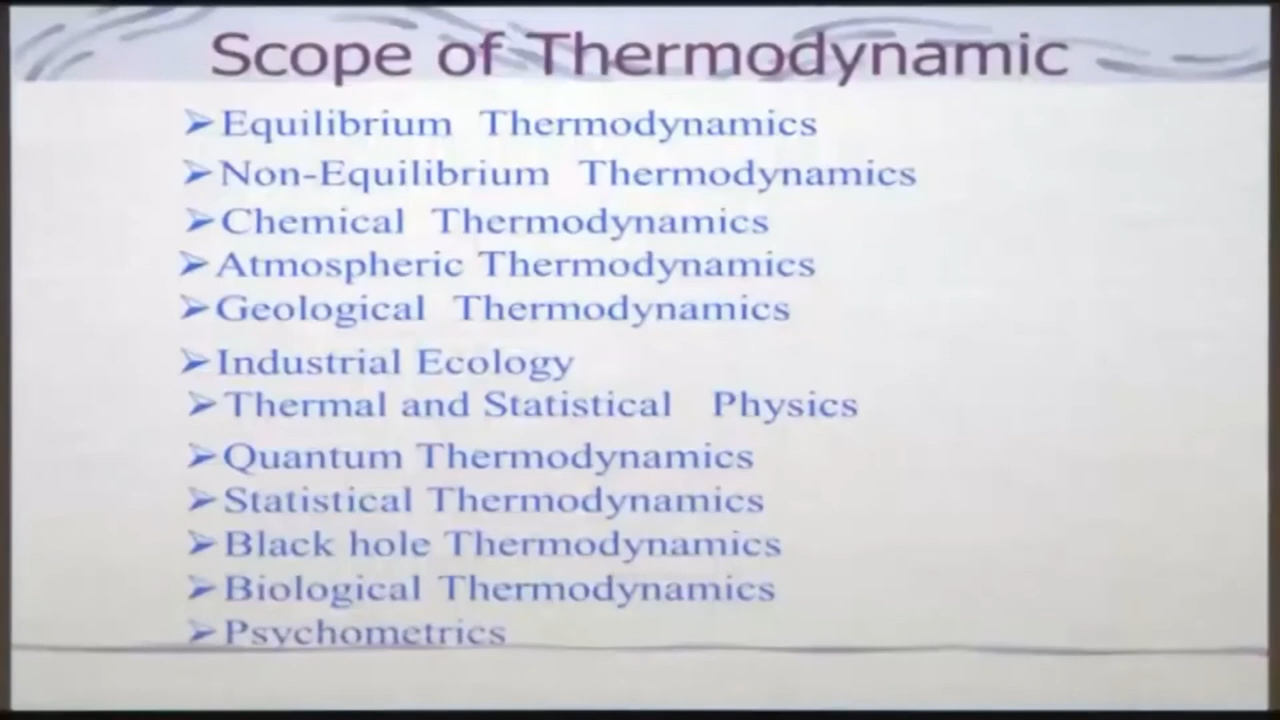 Scope of Thermodynamic
➢Equilibrium Thermodynamics
➢Non-Equilibrium Thermodynamics
➢Chemical Thermodynamics
➢Atmospheric Thermodynamics
➢Geological Thermodynamics
➢Industrial Ecology
➢Thermal and Statistical Physics
➢Quantum Thermodynamics
➢Statistical Thermodynamics
➢Black hole Thermodynamics
➢Biological Thermodynamics
➢Psychometrics